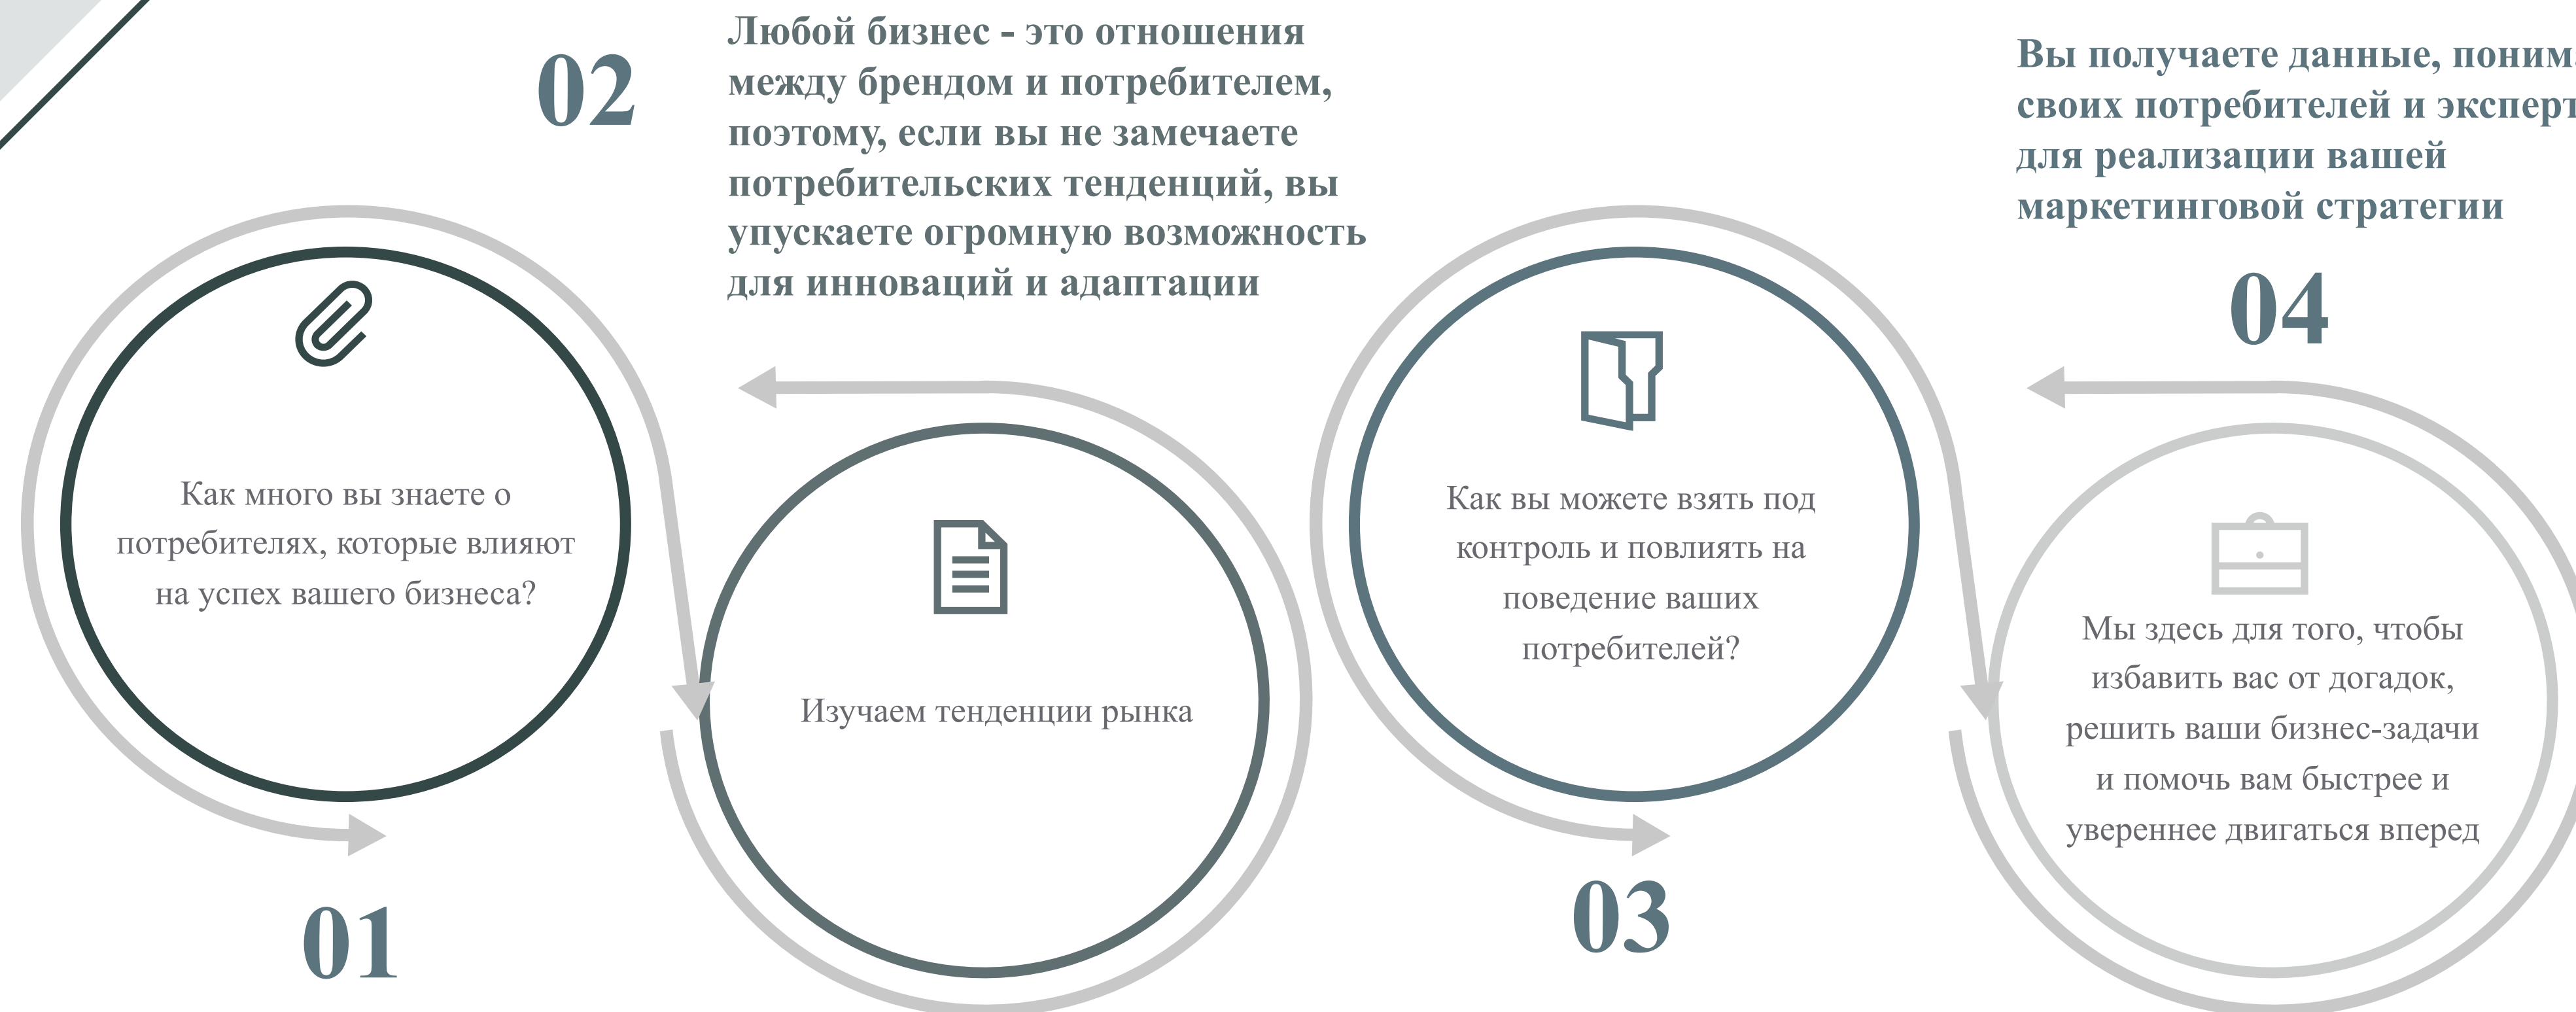 01
Как много вы знаете о
потребителях, которые влияют
на успех вашего бизнеса?
02
Любой бизнес - это отношения
между брендом и потребителем,
поэтому, если вы не замечаете
потребительских тенденций, вы
упускаете огромную возможность
для инноваций и адаптации
Изучаем тенденции рынка
03
Как вы можете взять под
контроль и повлиять на
поведение ваших
потребителей?
04
Вы получаете данные,
своих потребителей и
для реализации вашей
маркетинговой стратегии
Мы здесь для того, чтобы
избавить вас от догадок,
решить ваши бизнес-задачи
и помочь вам быстрее и
увереннее двигаться вперед